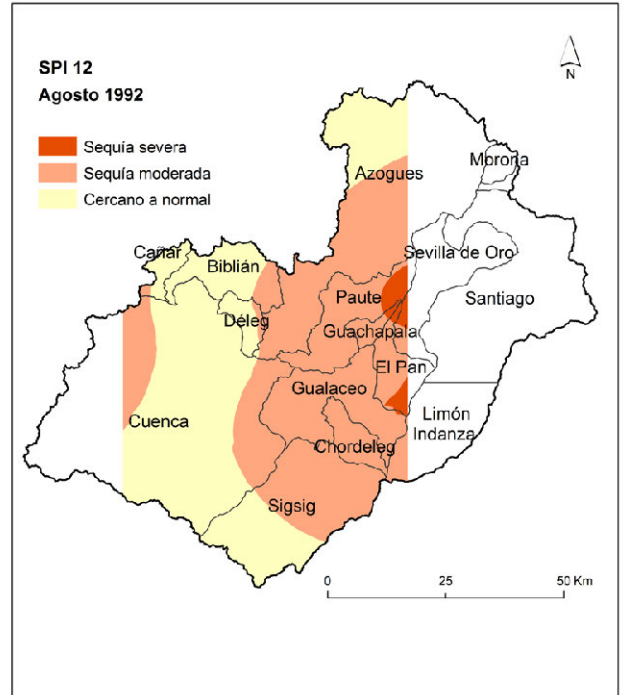 SPI 12
Agosto 1992
N
Sequía severa
Sequía moderada
Cercano a normal
Morona
Azogues
Cañar
Biblián
Sevilla de Oro
Paute
Santiago
Déleg
Guachapala
El Pan
Gualaceo
Cuenca
Limón
Indanza
Chordeleg
Sigsig
0 25 50 Km